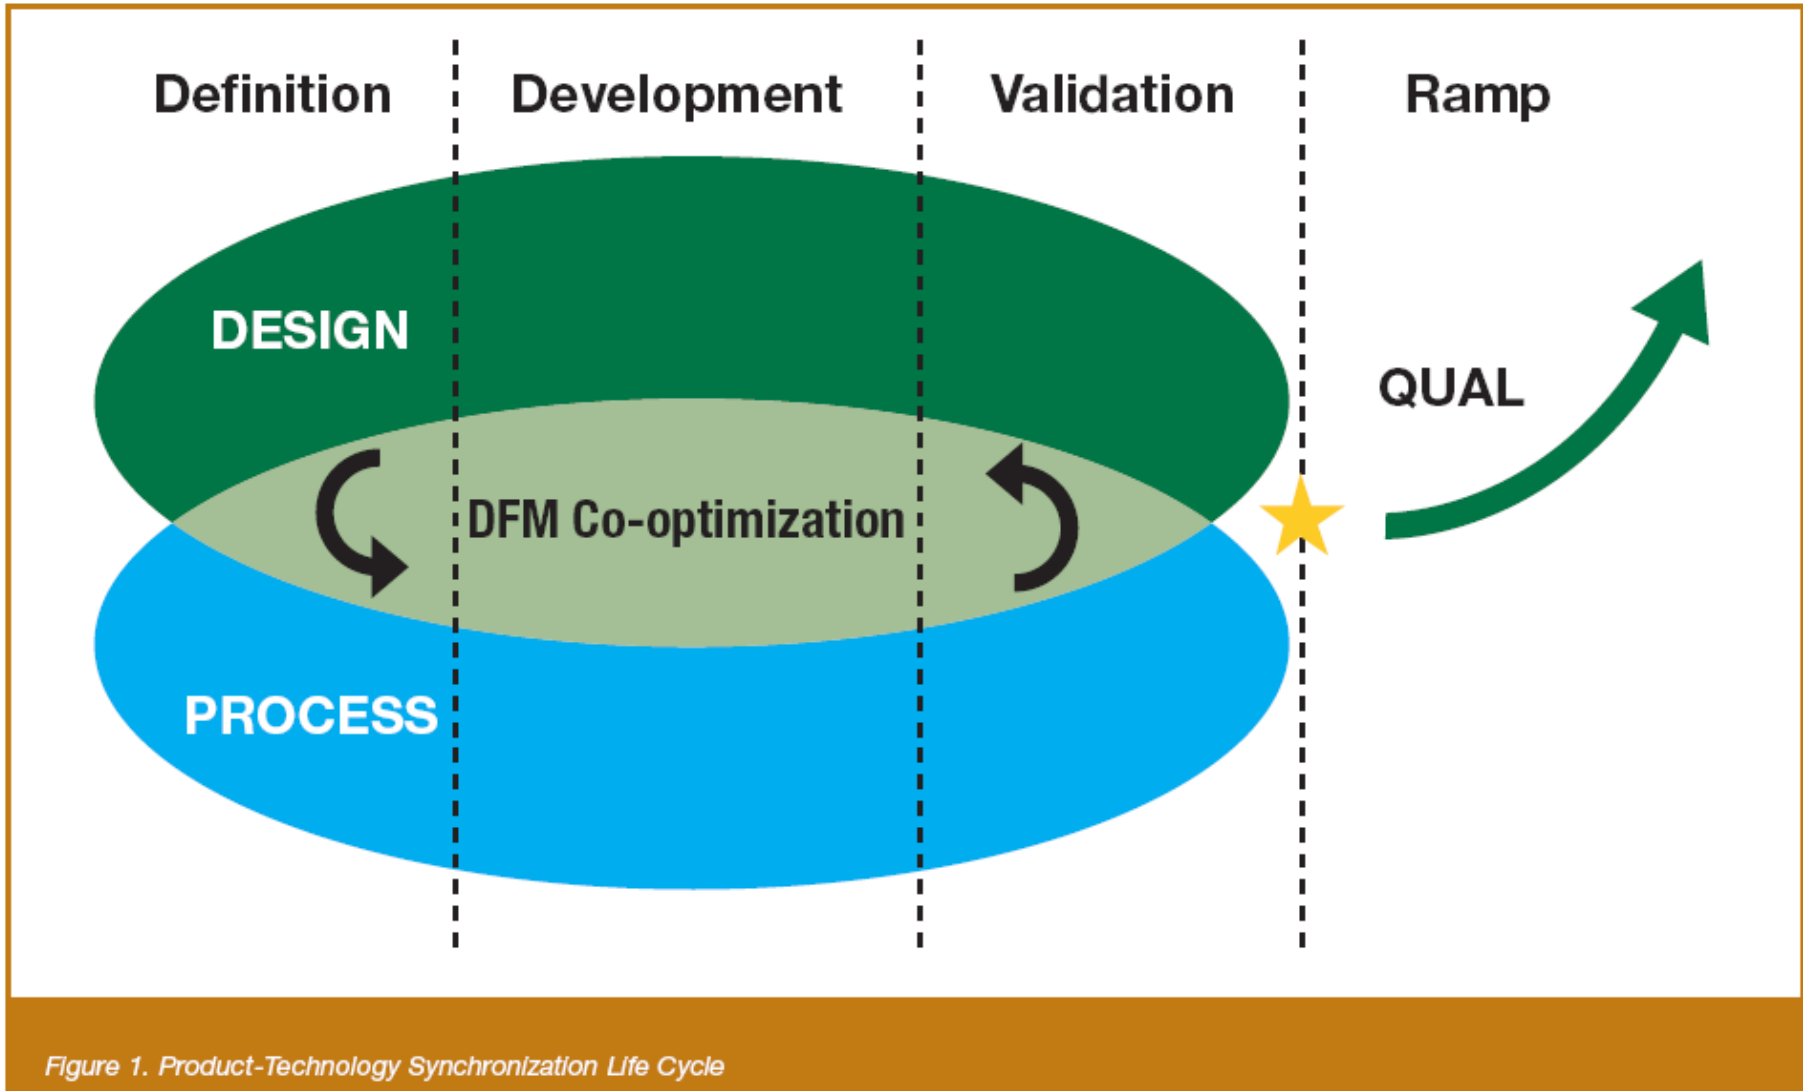 Definition
Development
Validation
Ramp
DESIGN
QUAL
DFM Co-optimization
PROCESS
Figure 1. Product-Technology Synchronization Life Cycle